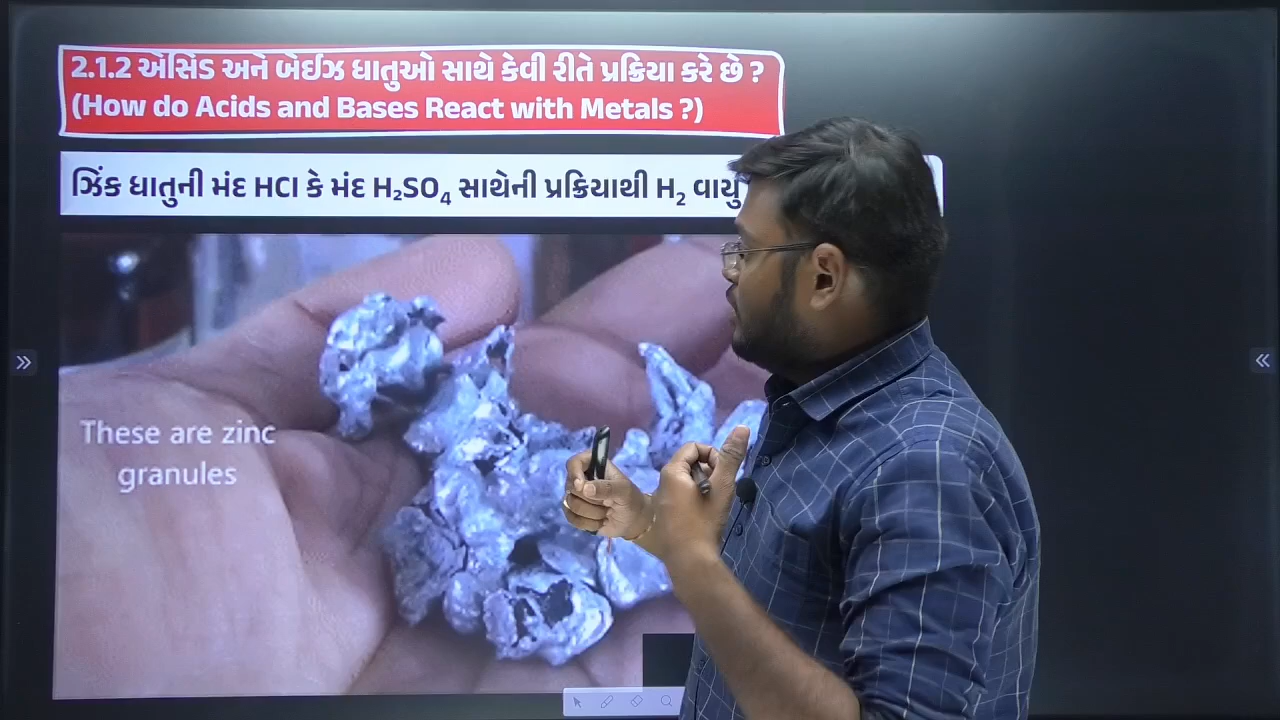 2.1.2 એસિડ અને બેઈઝ ધાતુઓ સાથે કેવી રીતે પ્રક્રિયા કરે છે ?
(How do Acids and Bases React with Metals ?)
ઝિંક ધાતુની મંદ HCl કે મંદ H₂SO₄ સાથેની પ્રક્રિયાથી H₂ વાયુ
These are zinc
granules